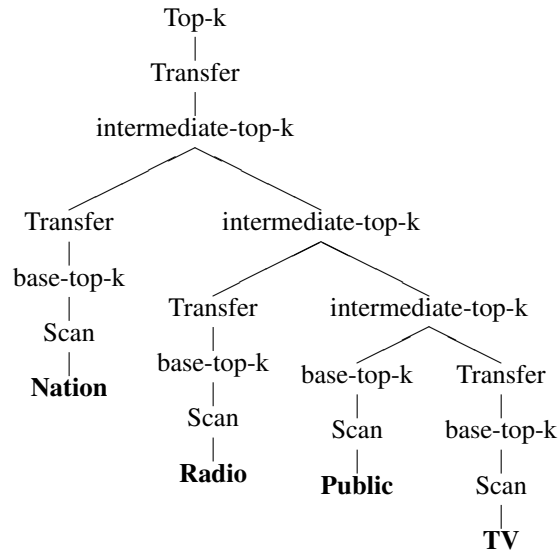 Top-k
Transfer
intermediate-top-k
Transfer intermediate-top-k
base-top-k Transfer intermediate-top-k
Scan base-top-k base-top-k Transfer
Nation Scan Scan base-top-k
Radio Public Scan
TV